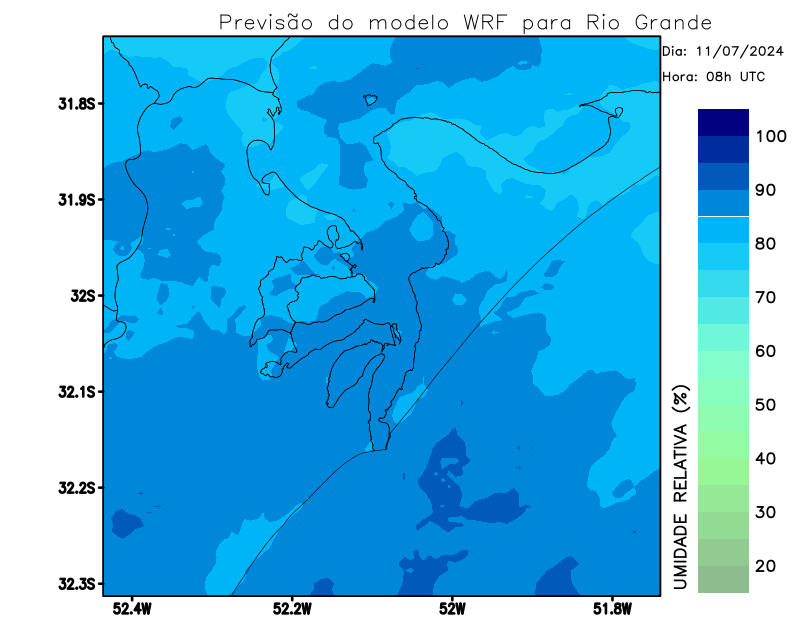 Previsão do modelo WRF para Rio Grande
Dia: 11/07/2024
Hora: 08h UTC
31.8S
31.9S
32S
32.1S
32.2S
32.3S
52.4W
52.2W
52W
51.8W
100
90
80
70
60
50
40
30
20
UMIDADE RELATIVA (%)